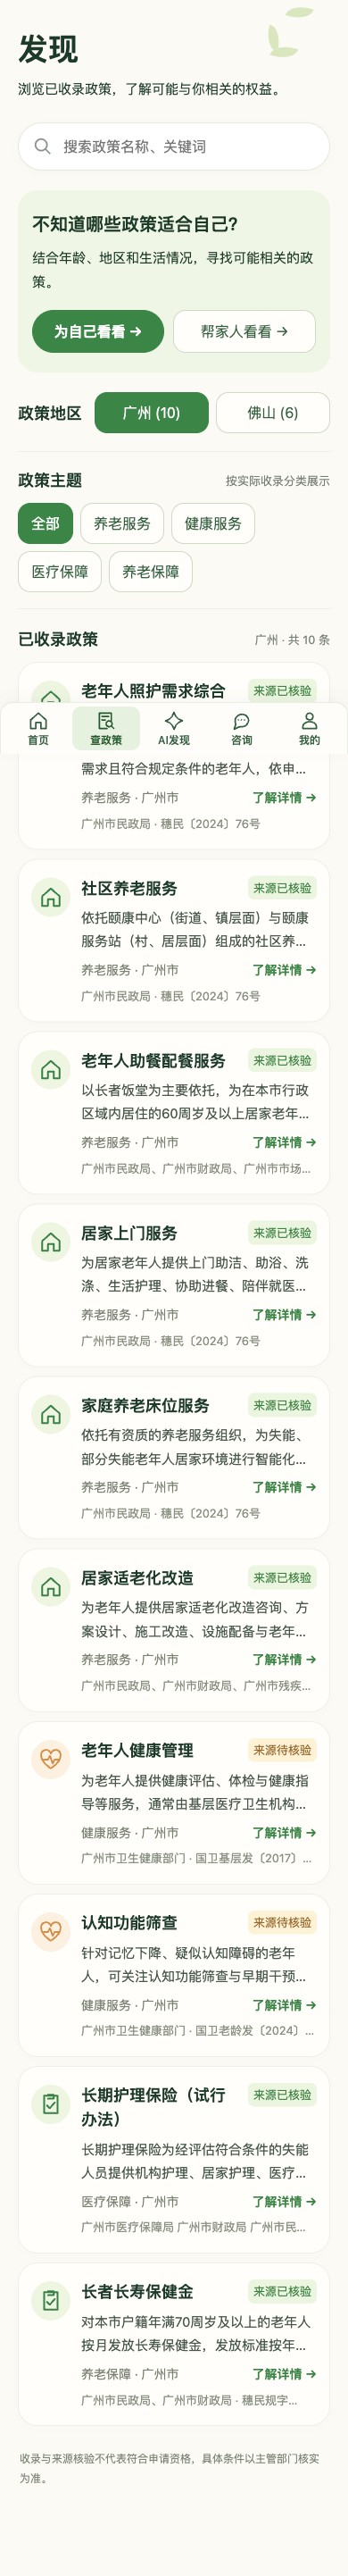 发现
浏览已收录政策，了解可能与你相关的权益。
搜索政策名称、关键词
不知道哪些政策适合自己？
结合年龄、地区和生活情况，寻找可能相关的政
策。
为自己看看 →
帮家人看看 →
政策地区
广州 (10)
佛山 (6)
政策主题
按实际收录分类展示
全部
养老服务
健康服务
医疗保障
养老保障
已收录政策
广州 · 共 10 条
老年人照护需求综合
来源已核验
首页
查政策
AI发现
咨询
我的
需求且符合规定条件的老年人，依申...
养老服务 · 广州市
了解详情 →
广州市民政局 · 穗民〔2024〕76号
社区养老服务
来源已核验
依托颐康中心（街道、镇层面）与颐康
服务站（村、居层面）组成的社区养...
养老服务 · 广州市
了解详情 →
广州市民政局 · 穗民〔2024〕76号
老年人助餐配餐服务
来源已核验
以长者饭堂为主要依托，为在本市行政
区域内居住的60周岁及以上居家老年...
养老服务 · 广州市
了解详情 →
广州市民政局、广州市财政局、广州市市场...
居家上门服务
来源已核验
为居家老年人提供上门助洁、助浴、洗
涤、生活护理、协助进餐、陪伴就医...
养老服务 · 广州市
了解详情 →
广州市民政局 · 穗民〔2024〕76号
家庭养老床位服务
来源已核验
依托有资质的养老服务组织，为失能、
部分失能老年人居家环境进行智能化...
养老服务 · 广州市
了解详情 →
广州市民政局 · 穗民〔2024〕76号
居家适老化改造
来源已核验
为老年人提供居家适老化改造咨询、方
案设计、施工改造、设施配备与老年...
养老服务 · 广州市
了解详情 →
广州市民政局、广州市财政局、广州市残疾...
老年人健康管理
来源待核验
为老年人提供健康评估、体检与健康指
导等服务，通常由基层医疗卫生机构...
健康服务 · 广州市
了解详情 →
广州市卫生健康部门 · 国卫基层发〔2017〕...
认知功能筛查
来源待核验
针对记忆下降、疑似认知障碍的老年
人，可关注认知功能筛查与早期干预...
健康服务 · 广州市
了解详情 →
广州市卫生健康部门 · 国卫老龄发〔2024〕...
长期护理保险（试行
办法）
来源已核验
长期护理保险为经评估符合条件的失能
人员提供机构护理、居家护理、医疗...
医疗保障 · 广州市
了解详情 →
广州市医疗保障局 广州市财政局 广州市民...
长者长寿保健金
来源已核验
对本市户籍年满70周岁及以上的老年人
按月发放长寿保健金，发放标准按年...
养老保障 · 广州市
了解详情 →
广州市民政局、广州市财政局 · 穗民规字...
收录与来源核验不代表符合申请资格，具体条件以主管部门核实
为准。